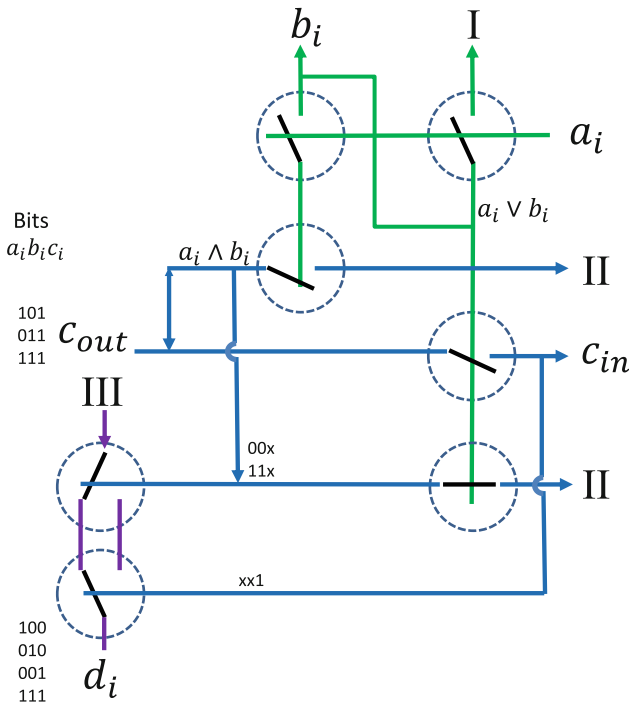 b_i
I
a_i
a_i ∨ b_i
Bits
a_i b_i c_i
a_i ∧ b_i
II
101
011
111
c_out
c_in
III
00x
11x
II
xx1
100
010
001
111
d_i